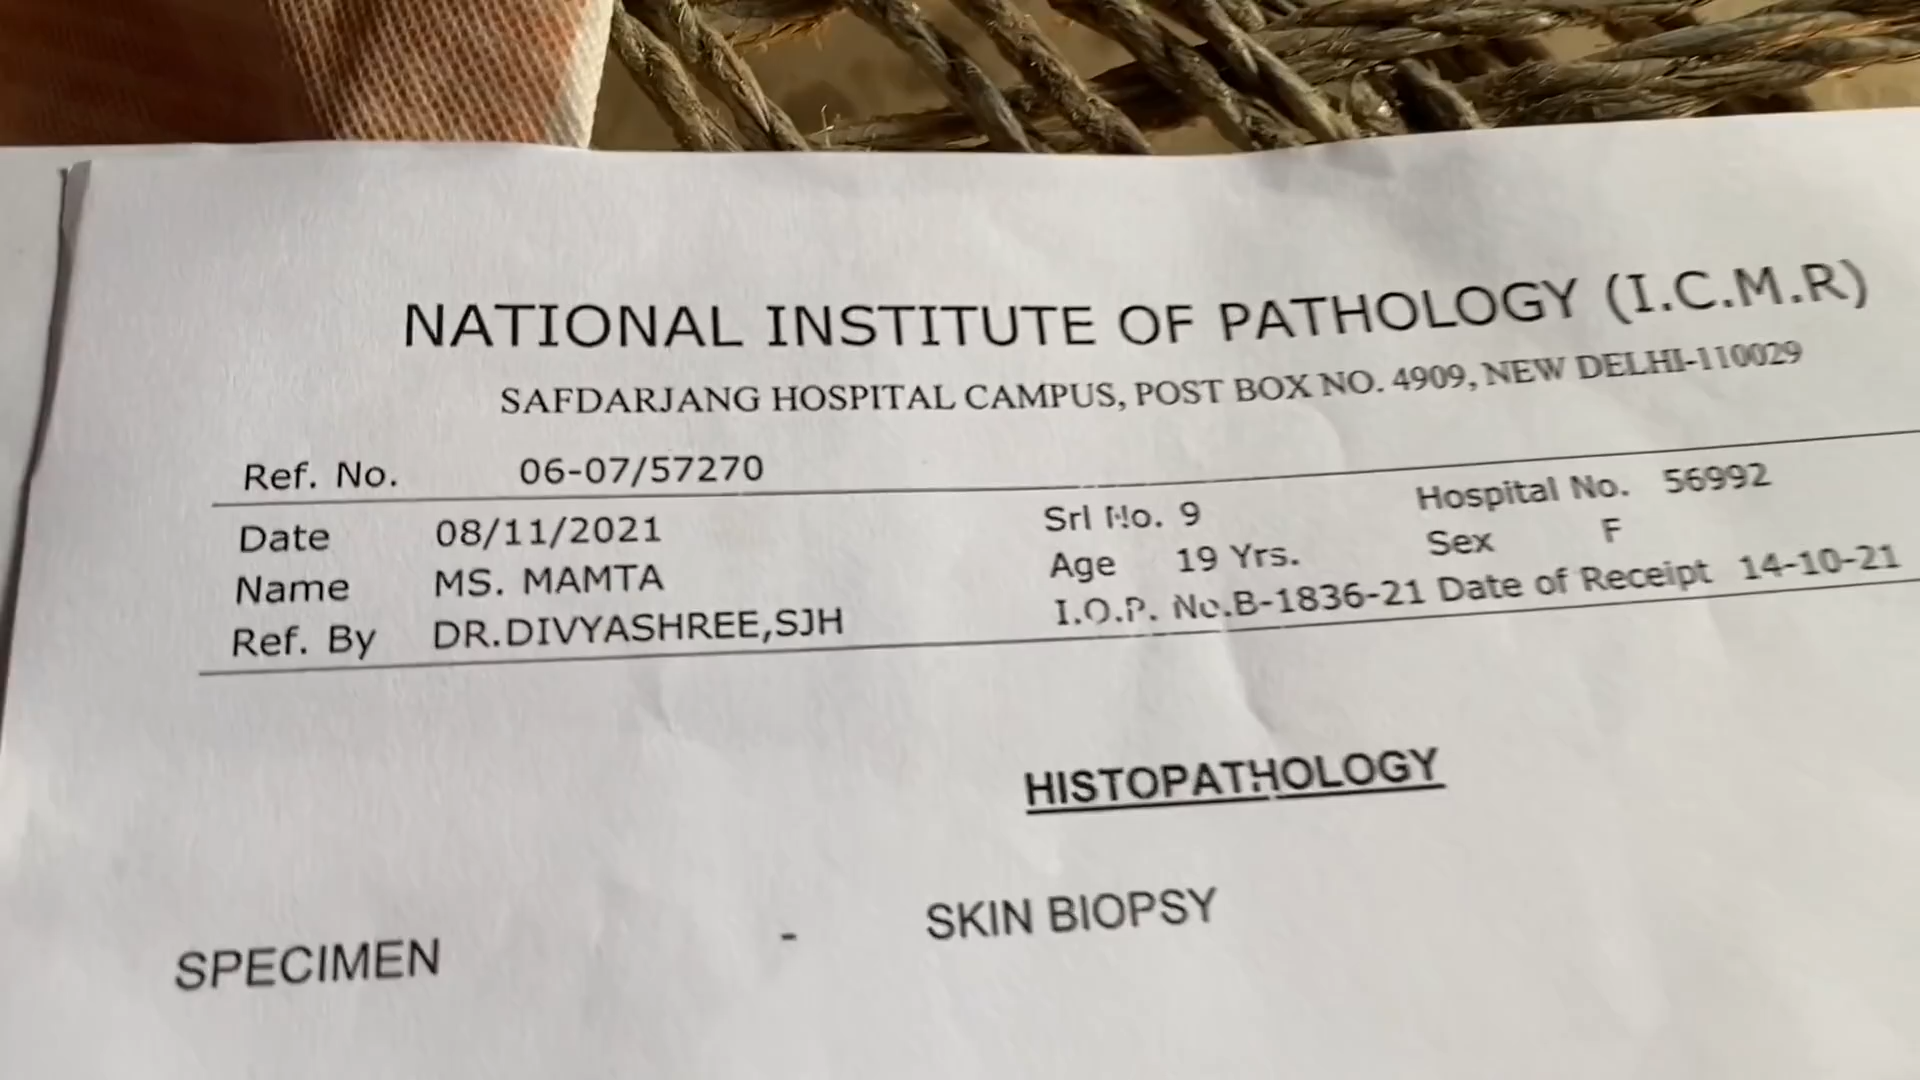 NATIONAL INSTITUTE OF PATHOLOGY (I.C.M.R)
SAFDARJANG HOSPITAL CAMPUS, POST BOX NO. 4909, NEW DELHI-110029
Ref. No. 06-07/57270
Date 08/11/2021 Srl No. 9 Hospital No. 56992
Name MS. MAMTA Age 19 Yrs. Sex F
Ref. By DR.DIVYASHREE,SJH I.O.P. No.B-1836-21 Date of Receipt 14-10-21
HISTOPATHOLOGY
SPECIMEN - SKIN BIOPSY